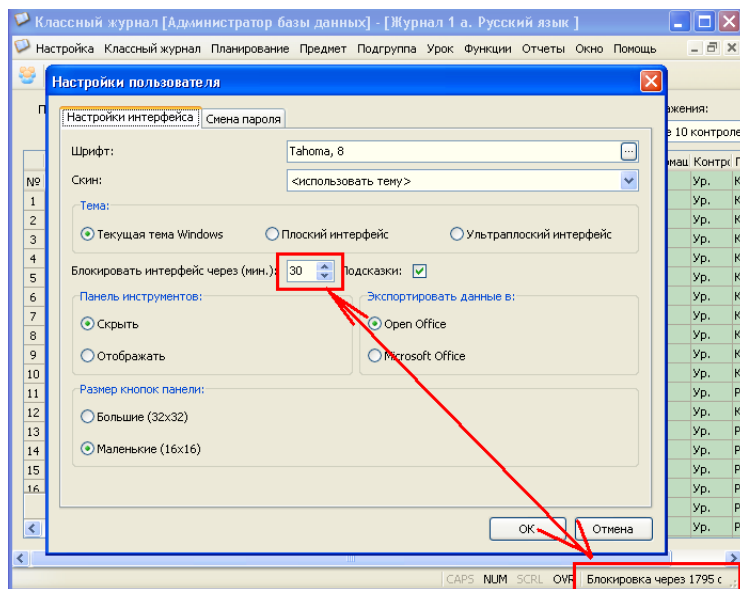 Классный журнал [Администратор базы данных] - [Журнал 1 а. Русский язык ]
Настройка Классный журнал Планирование Предмет Подгруппа Урок Функции Отчеты Окно Помощь
Настройки пользователя
Настройки интерфейса Смена пароля
Шрифт: Tahoma, 8 ...
Скин: <использовать тему>
Тема:
Текущая тема Windows Плоский интерфейс Ультраплоский интерфейс
Блокировать интерфейс через (мин.): 30 Подсказки:
Панель инструментов: Экспортировать данные в:
Скрыть Open Office
Отображать Microsoft Office
Размер кнопок панели:
Большие (32x32)
Маленькие (16x16)
OK Отмена
№
1 Ур.
2 Ур.
3 Ур.
4 Ур.
5 Ур.
6 Ур.
7 Ур.
8 Ур.
9 Ур.
10 Ур.
11 Ур.
12 Ур.
13 Ур.
14 Ур.
15 Ур.
16 Ур.
CAPS NUM SCRL OVR Блокировка через 1795 с